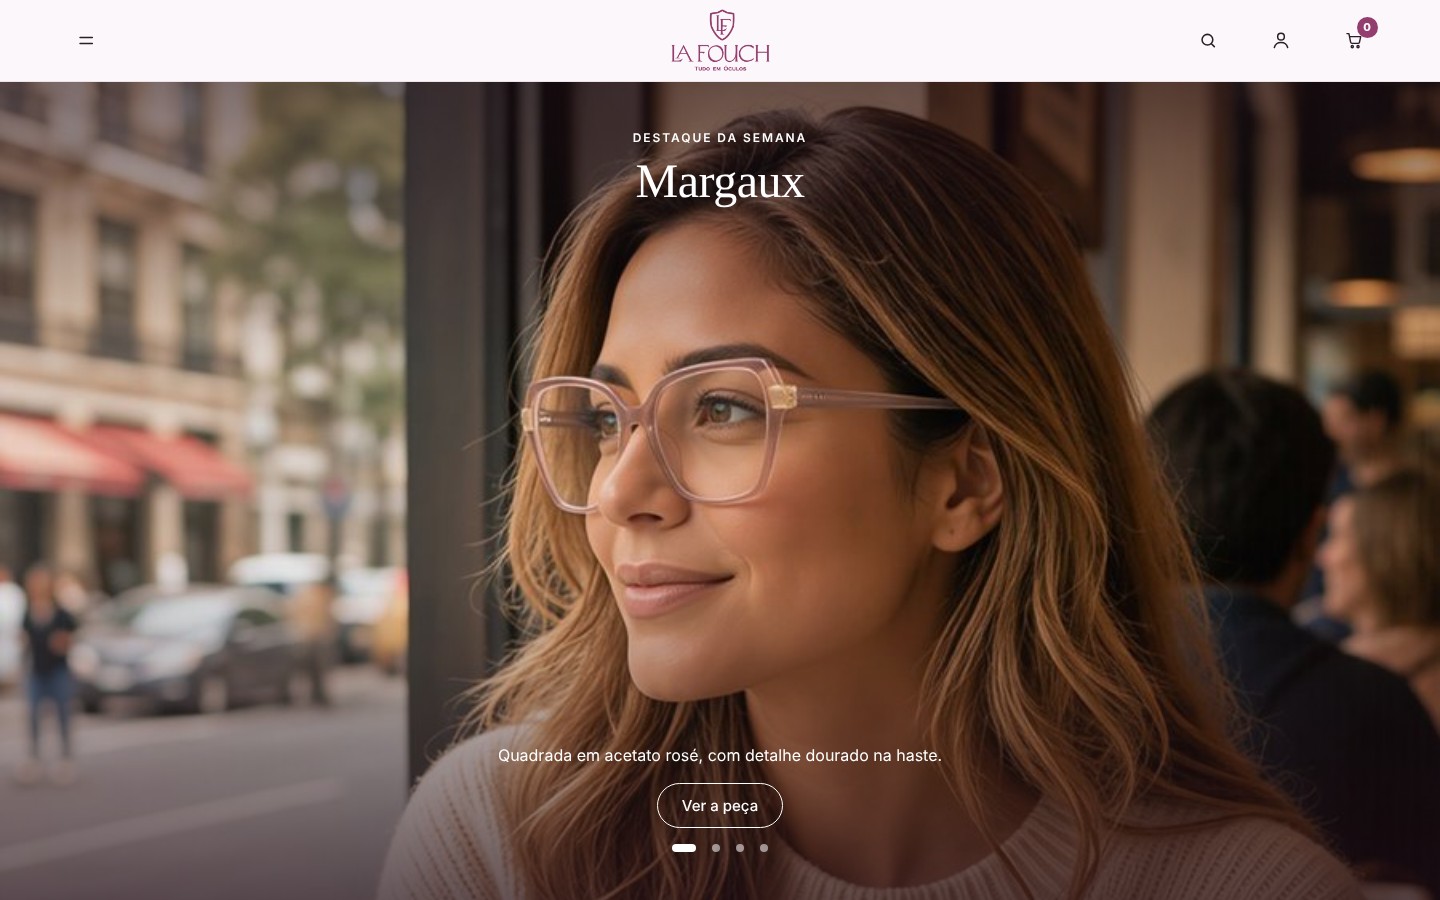 LF
LA FOUCH
TUDO EM ÓCULOS
0
DESTAQUE DA SEMANA
Margaux
Quadrada em acetato rosé, com detalhe dourado na haste.
Ver a peça